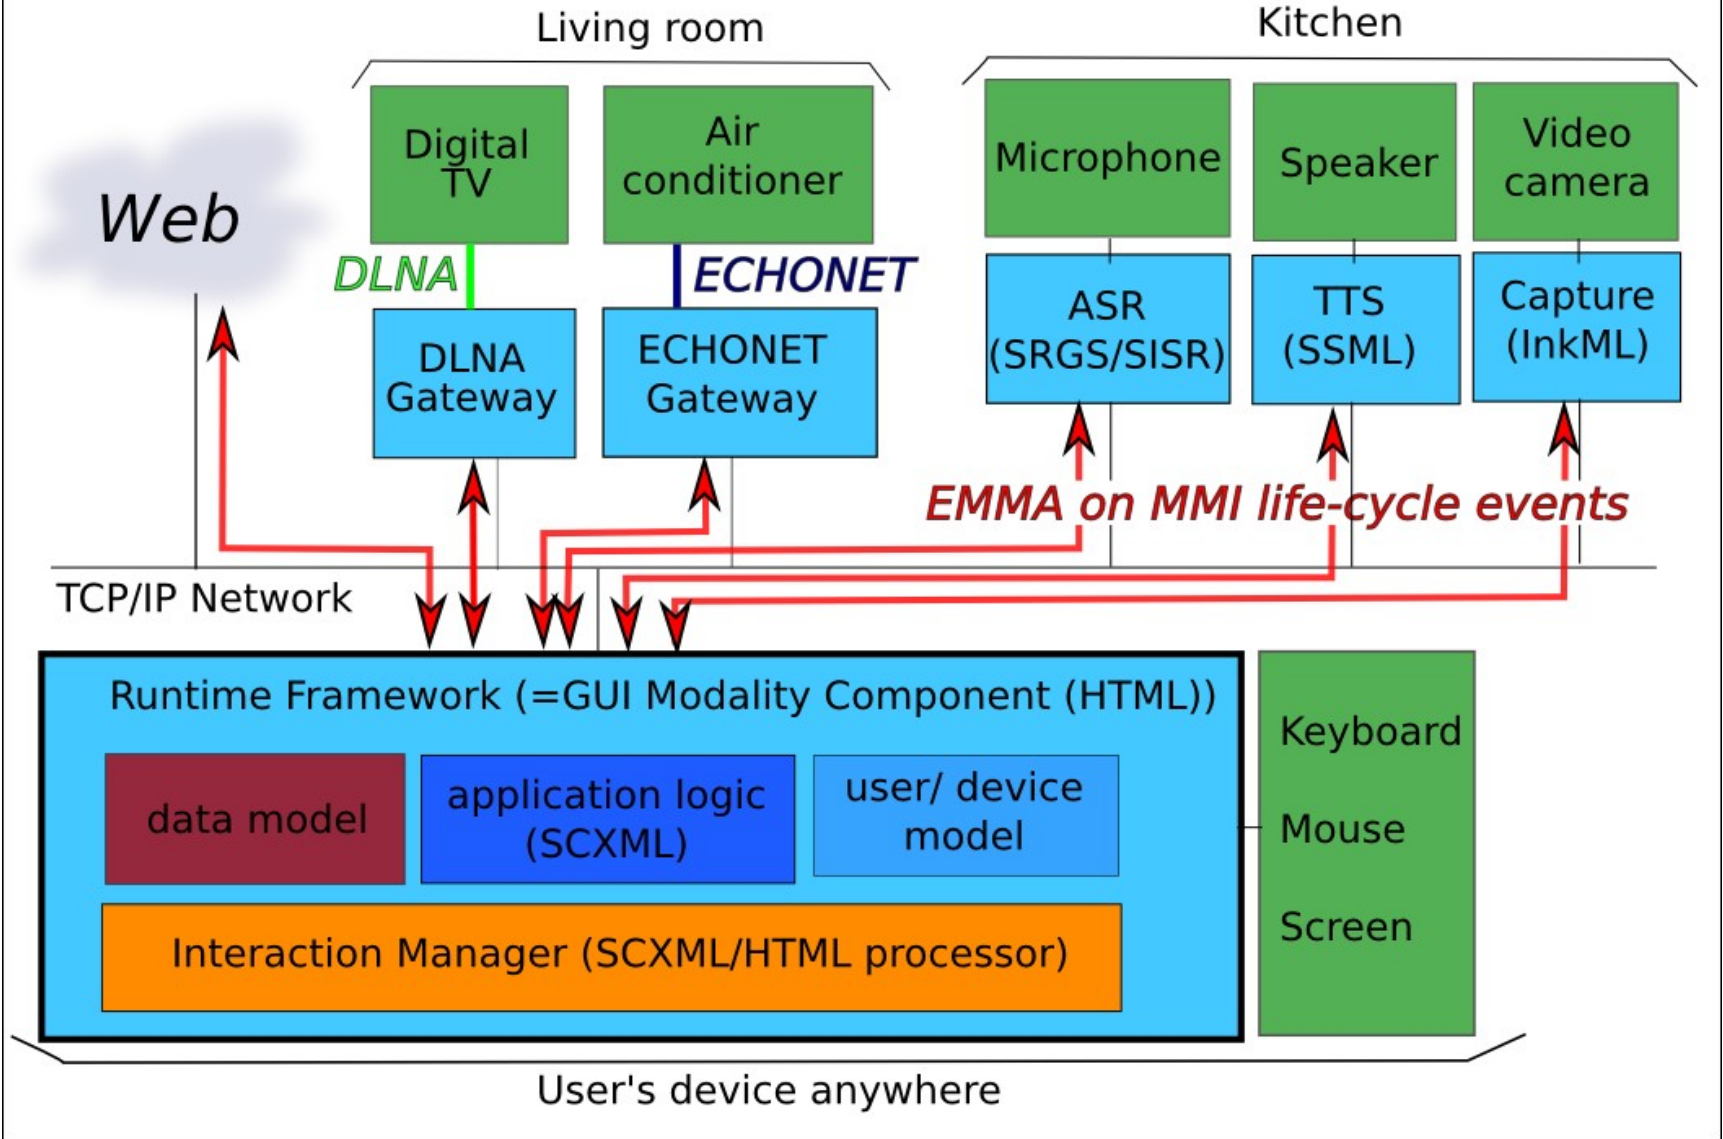 Living room
Kitchen
Web
Digital
TV
Air
conditioner
Microphone
Speaker
Video
camera
DLNA
ECHONET
DLNA
Gateway
ECHONET
Gateway
ASR
(SRGS/SISR)
TTS
(SSML)
Capture
(InkML)
EMMA on MMI life-cycle events
TCP/IP Network
Runtime Framework (=GUI Modality Component (HTML))
data model
application logic
(SCXML)
user/ device
model
Interaction Manager (SCXML/HTML processor)
Keyboard
Mouse
Screen
User's device anywhere